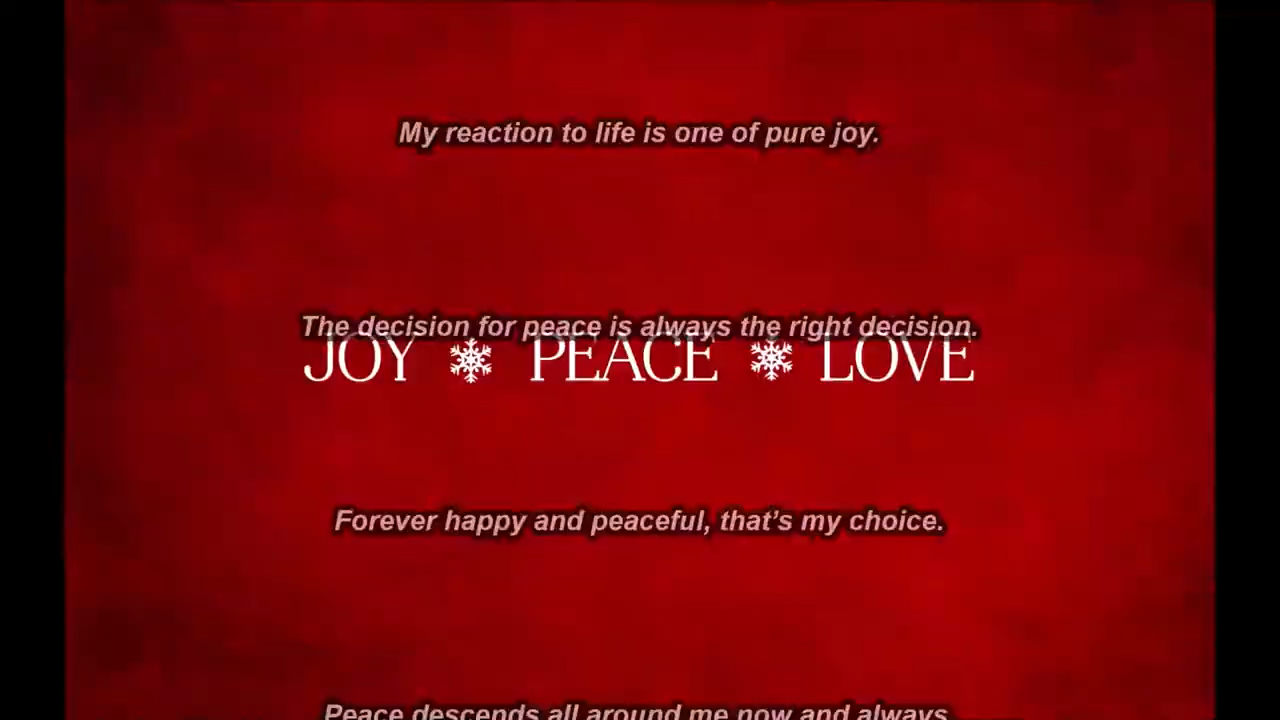 My reaction to life is one of pure joy.
The decision for peace is always the right decision.
JOY PEACE LOVE
Forever happy and peaceful, that's my choice.
Peace descends all around me now and always.